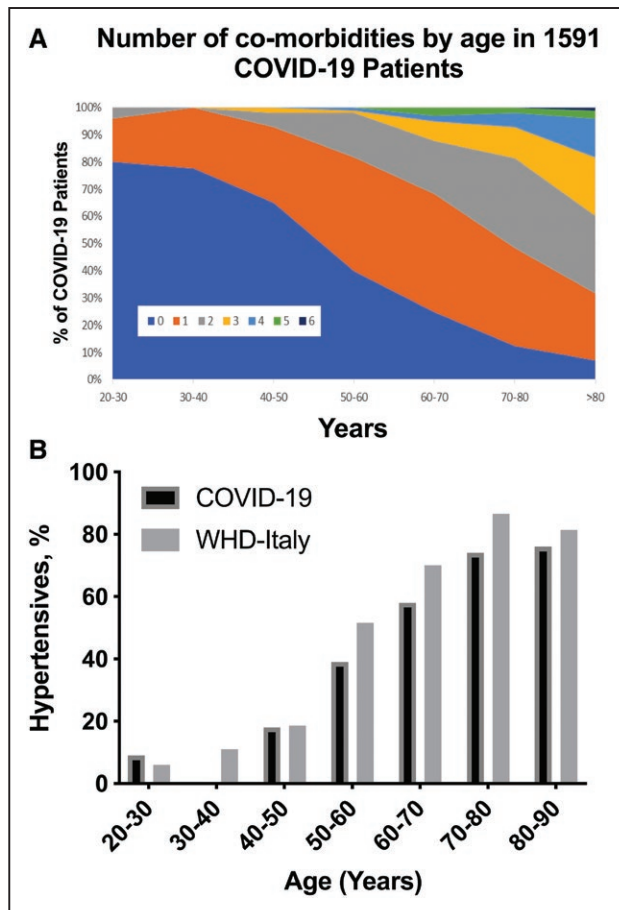 A Number of co-morbidities by age in 1591
COVID-19 Patients
% of COVID-19 Patients
100%
90%
80%
70%
60%
50%
40%
30%
20%
10%
0%
0 1 2 3 4 5 6
20-30 30-40 40-50 50-60 60-70 70-80 >80
Years
B
Hypertensives, %
100
80
60
40
20
0
COVID-19
WHD-Italy
20-30 30-40 40-50 50-60 60-70 70-80 80-90
Age (Years)